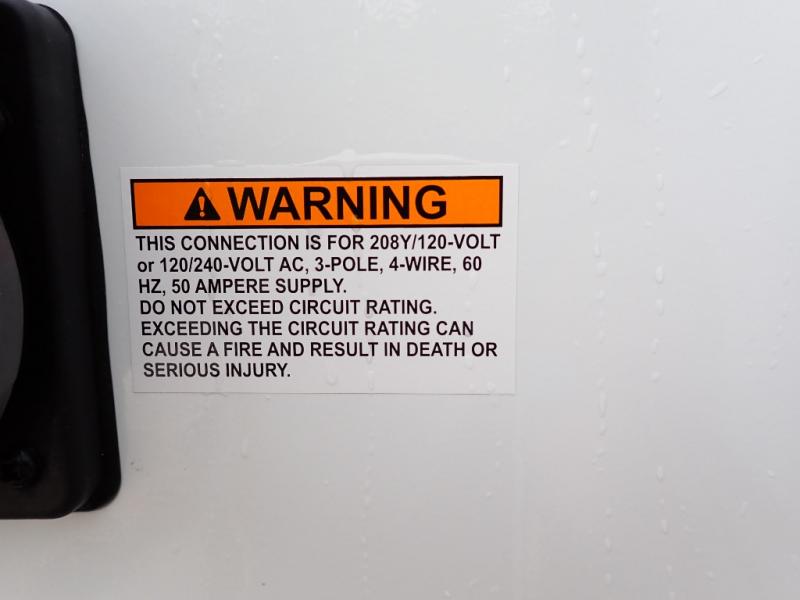 WARNING
THIS CONNECTION IS FOR 208Y/120-VOLT
or 120/240-VOLT AC, 3-POLE, 4-WIRE, 60
HZ, 50 AMPERE SUPPLY.
DO NOT EXCEED CIRCUIT RATING.
EXCEEDING THE CIRCUIT RATING CAN
CAUSE A FIRE AND RESULT IN DEATH OR
SERIOUS INJURY.